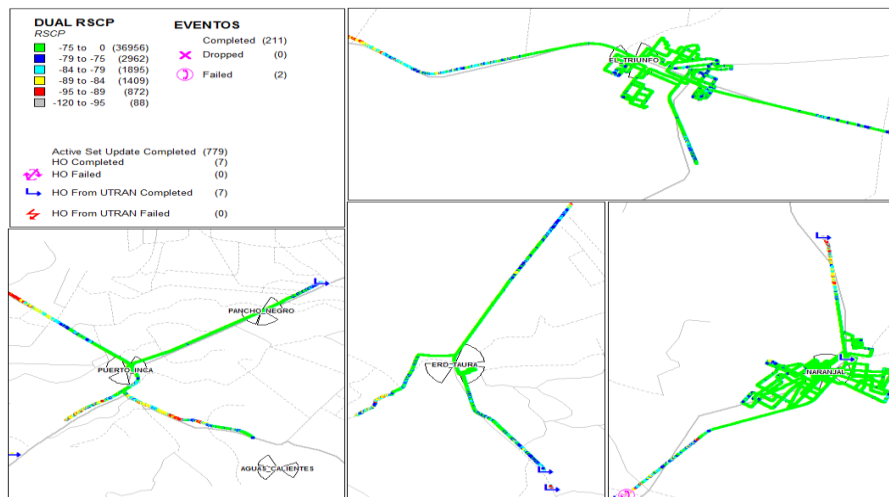 DUAL RSCP
RSCP
-75 to 0 (36956)
-79 to -75 (2962)
-84 to -79 (1895)
-89 to -84 (1409)
-95 to -89 (872)
-120 to -95 (88)
EVENTOS
Completed (211)
Dropped (0)
Failed (2)
Active Set Update Completed (779)
HO Completed (7)
HO Failed (0)
HO From UTRAN Completed (7)
HO From UTRAN Failed (0)
EL TRIUNFO
PANCHO NEGRO
PUERTO INCA
AGUAS CALIENTES
ERD TAURA
NARANJAL